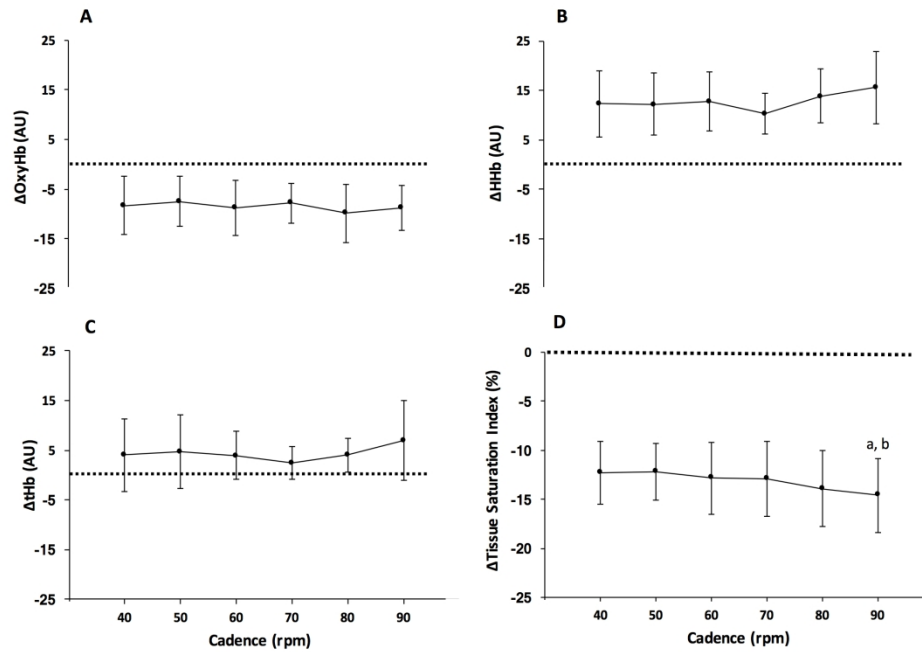 A
25
15
5
-5
-15
-25
ΔOxyHb (AU)
B
25
15
5
-5
-15
-25
ΔHHb (AU)
C
25
15
5
-5
-15
-25
ΔtHb (AU)
40 50 60 70 80 90
Cadence (rpm)
D
0
-5
-10
-15
-20
-25
ΔTissue Saturation Index (%)
a, b
40 50 60 70 80 90
Cadence (rpm)